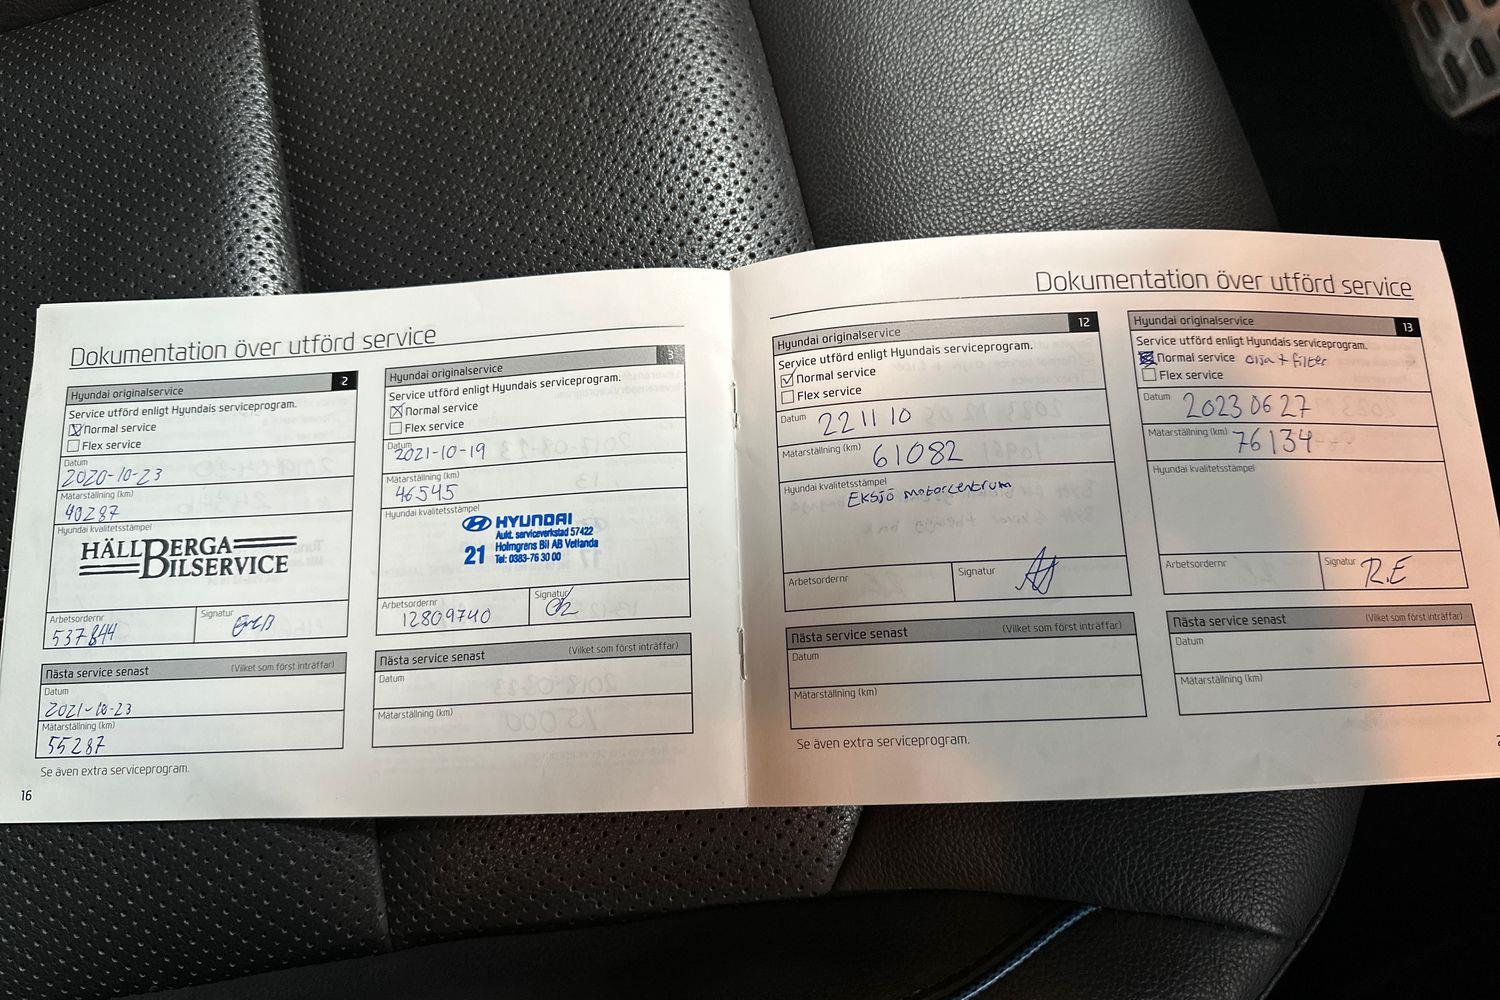 Dokumentation över utförd service
Hyundai originalservice 2
Service utförd enligt Hyundais serviceprogram.
Normal service
Flex service
Datum
2020-10-23
Mätarställning (km)
40287
Hyundai kvalitetsstämpel
HÄLLBERGA
BILSERVICE
Arbetsordernr
537844
Signatur
Nästa service senast (Vilket som först inträffar)
Datum
2021-10-23
Mätarställning (km)
55287
Se även extra serviceprogram.
16
Hyundai originalservice 3
Service utförd enligt Hyundais serviceprogram.
Normal service
Flex service
Datum
2021-10-19
Mätarställning (km)
46545
Hyundai kvalitetsstämpel
HYUNDAI
Aukt. serviceverkstad 57422
21 Holmgrens Bil AB Vetlanda
Tel: 0383-76 30 00
Arbetsordernr
12809740
Signatur
Nästa service senast (Vilket som först inträffar)
Datum
Mätarställning (km)
Dokumentation över utförd service
Hyundai originalservice 12
Service utförd enligt Hyundais serviceprogram.
Normal service
Flex service
Datum
22 11 10
Mätarställning (km)
61082
Hyundai kvalitetsstämpel
Eksjö motorcentrum
Arbetsordernr
Signatur
Nästa service senast (Vilket som först inträffar)
Datum
Mätarställning (km)
Se även extra serviceprogram.
Hyundai originalservice 13
Service utförd enligt Hyundais serviceprogram.
Normal service olja + filter
Flex service
Datum
2023 06 27
Mätarställning (km)
76134
Hyundai kvalitetsstämpel
Arbetsordernr
Signatur
R.E
Nästa service senast (Vilket som först inträffar)
Datum
Mätarställning (km)